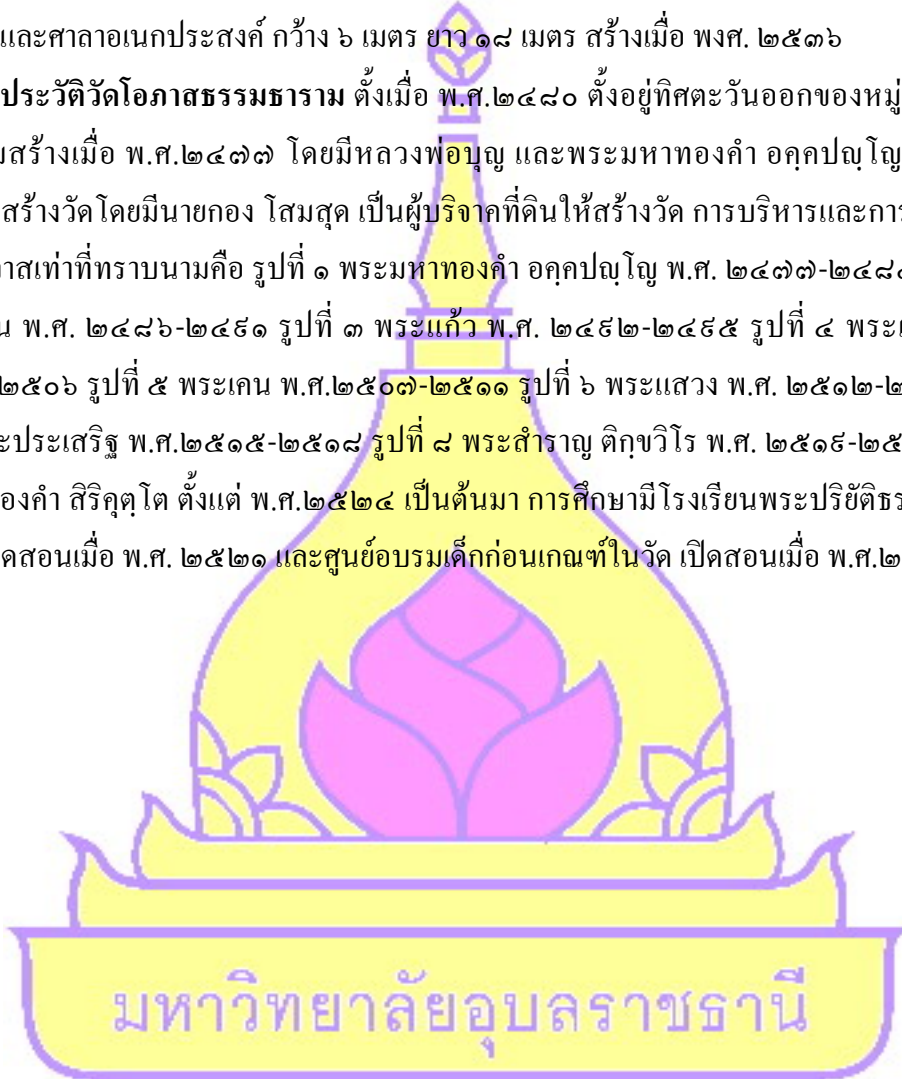 และศาลาอเนกประสงค์ กว้าง ๖ เมตร ยาว ๑๘ เมตร สร้างเมื่อ พงศ. ๒๕๓๖
ประวัติวัดโอภาสธรรมธาราม ตั้งเมื่อ พ.ศ.๒๔๘๐ ตั้งอยู่ทิศตะวันออกของหมู่
สร้างเมื่อ พ.ศ.๒๔๗๗ โดยมีหลวงพ่อบุญ และพระมหาทองคำ อคฺคปญฺโญ
สร้างวัดโดยมีนายกอง โสมสุด เป็นผู้บริจาคที่ดินให้สร้างวัด การบริหารและการ
าสเท่าที่ทราบนามคือ รูปที่ ๑ พระมหาทองคำ อคฺคปญฺโญ พ.ศ. ๒๔๗๗-๒๔๘
น พ.ศ. ๒๔๘๖-๒๔๙๑ รูปที่ ๓ พระแก้ว พ.ศ. ๒๔๙๒-๒๔๙๕ รูปที่ ๔ พระ
๒๕๐๖ รูปที่ ๕ พระเคน พ.ศ.๒๕๐๗-๒๕๑๑ รูปที่ ๖ พระแสวง พ.ศ. ๒๕๑๒-๒
ะประเสริฐ พ.ศ.๒๕๑๕-๒๕๑๘ รูปที่ ๘ พระสำราญ ติกฺขวิโร พ.ศ. ๒๕๑๙-๒๕
องคำ สิริคุตฺโต ตั้งแต่ พ.ศ.๒๕๒๔ เป็นต้นมา การศึกษามีโรงเรียนพระปริยัติธร
ดสอนเมื่อ พ.ศ. ๒๕๒๑ และศูนย์อบรมเด็กก่อนเกณฑ์ในวัด เปิดสอนเมื่อ พ.ศ.๒
มหาวิทยาลัยอุบลราชธานี